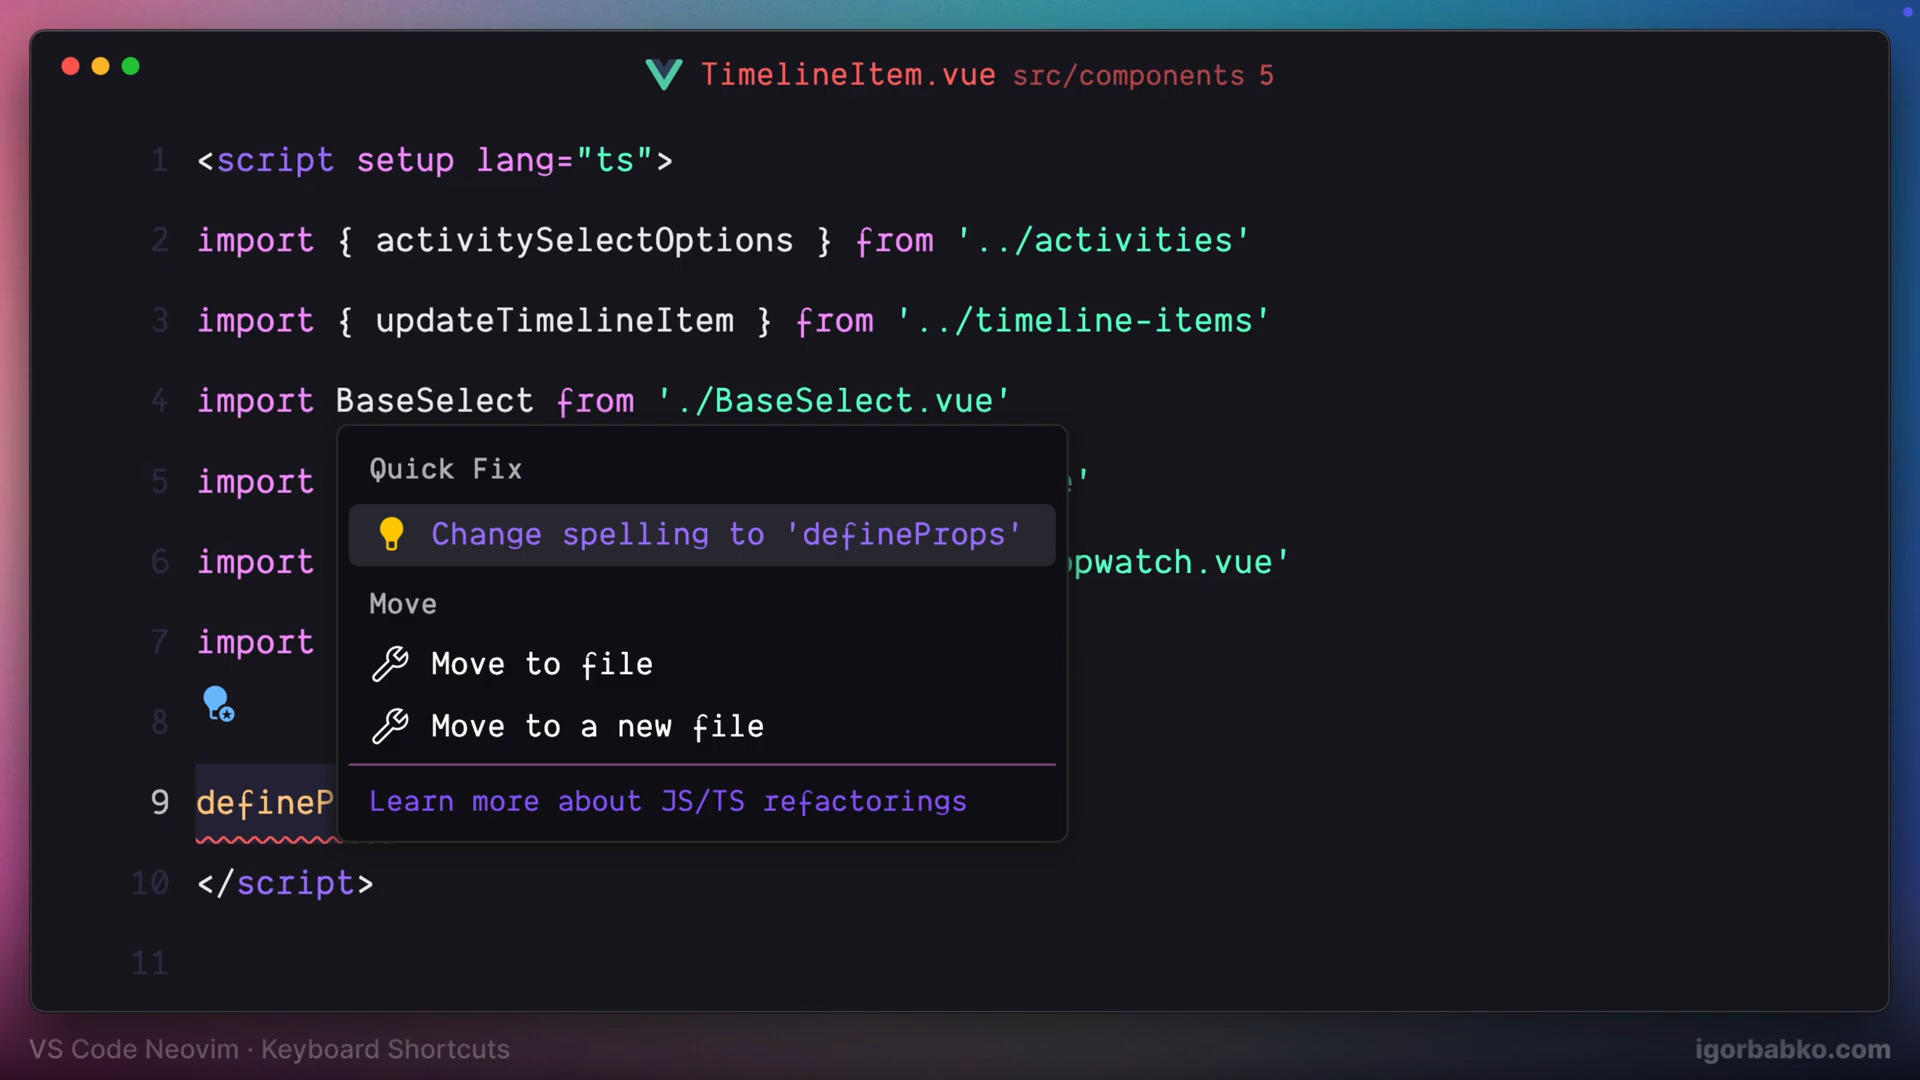 TimelineItem.vue src/components 5
1 <script setup lang="ts">
2 import { activitySelectOptions } from '../activities'
3 import { updateTimelineItem } from '../timeline-items'
4 import BaseSelect from './BaseSelect.vue'
5 import e'
6 import opwatch.vue'
7 import
8
9 defineP
10 </script>
11
Quick Fix
Change spelling to 'defineProps'
Move
Move to file
Move to a new file
Learn more about JS/TS refactorings
VS Code Neovim · Keyboard Shortcuts
igorbabko.com